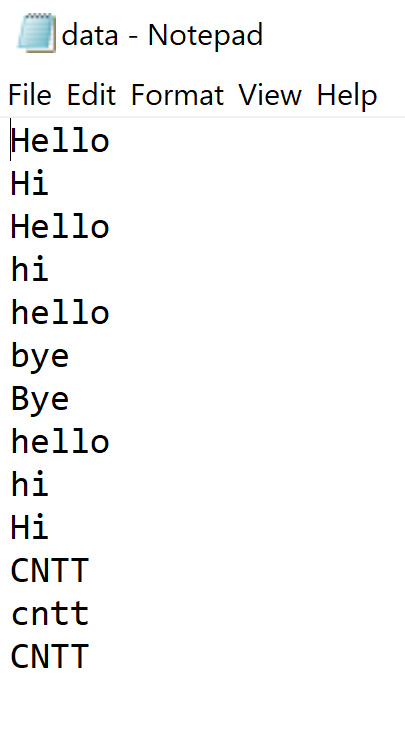 data - Notepad
File Edit Format View Help
Hello
Hi
Hello
hi
hello
bye
Bye
hello
hi
Hi
CNTT
cntt
CNTT